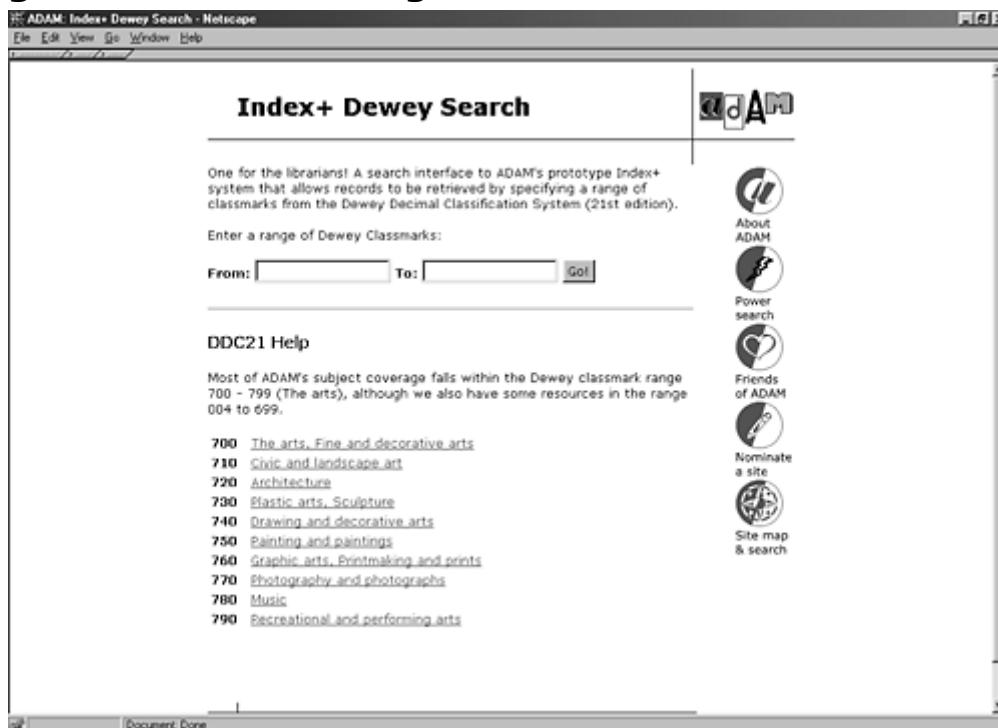 ADAM: Index+ Dewey Search - Netscape
File Edit View Go Window Help
Index+ Dewey Search
adAM
One for the librarians! A search interface to ADAM's prototype Index+
system that allows records to be retrieved by specifying a range of
classmarks from the Dewey Decimal Classification System (21st edition).
Enter a range of Dewey Classmarks:
From: To: Go!
DDC21 Help
Most of ADAM's subject coverage falls within the Dewey classmark range
700 - 799 (The arts), although we also have some resources in the range
004 to 699.
700 The arts, Fine and decorative arts
710 Civic and landscape art
720 Architecture
730 Plastic arts, Sculpture
740 Drawing and decorative arts
750 Painting and paintings
760 Graphic arts, Printmaking and prints
770 Photography and photographs
780 Music
790 Recreational and performing arts
About
ADAM
Power
search
Friends
of ADAM
Nominate
a site
Site map
& search
Document: Done